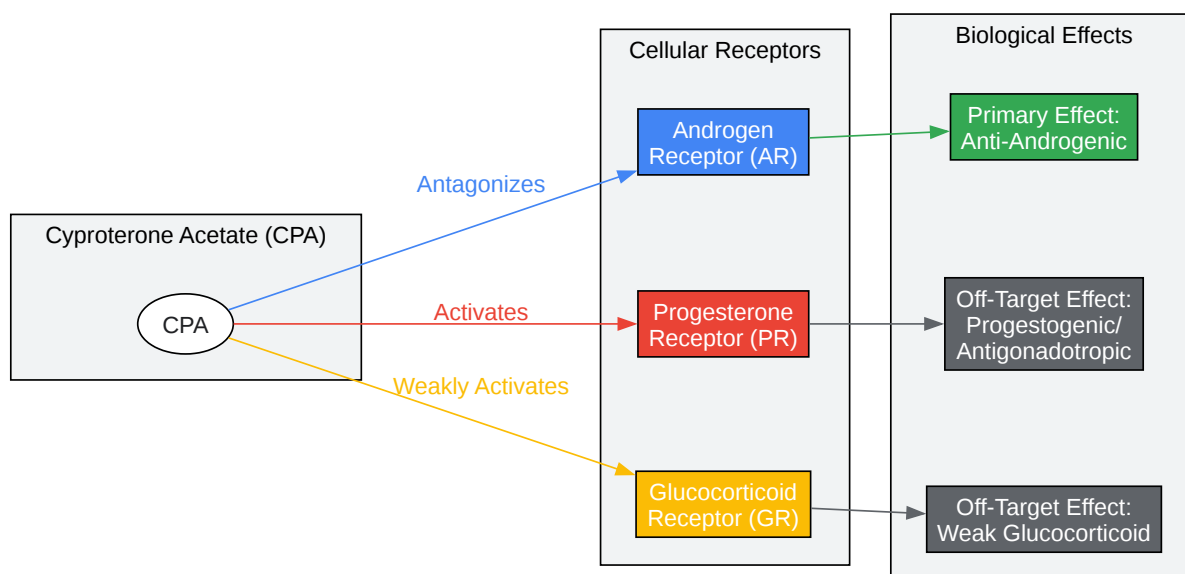 Cyproterone Acetate (CPA)
CPA
Antagonizes
Activates
Weakly Activates
Cellular Receptors
Androgen
Receptor (AR)
Progesterone
Receptor (PR)
Glucocorticoid
Receptor (GR)
Biological Effects
Primary Effect:
Anti-Androgenic
Off-Target Effect:
Progestogenic/
Antigonadotropic
Off-Target Effect:
Weak Glucocorticoid